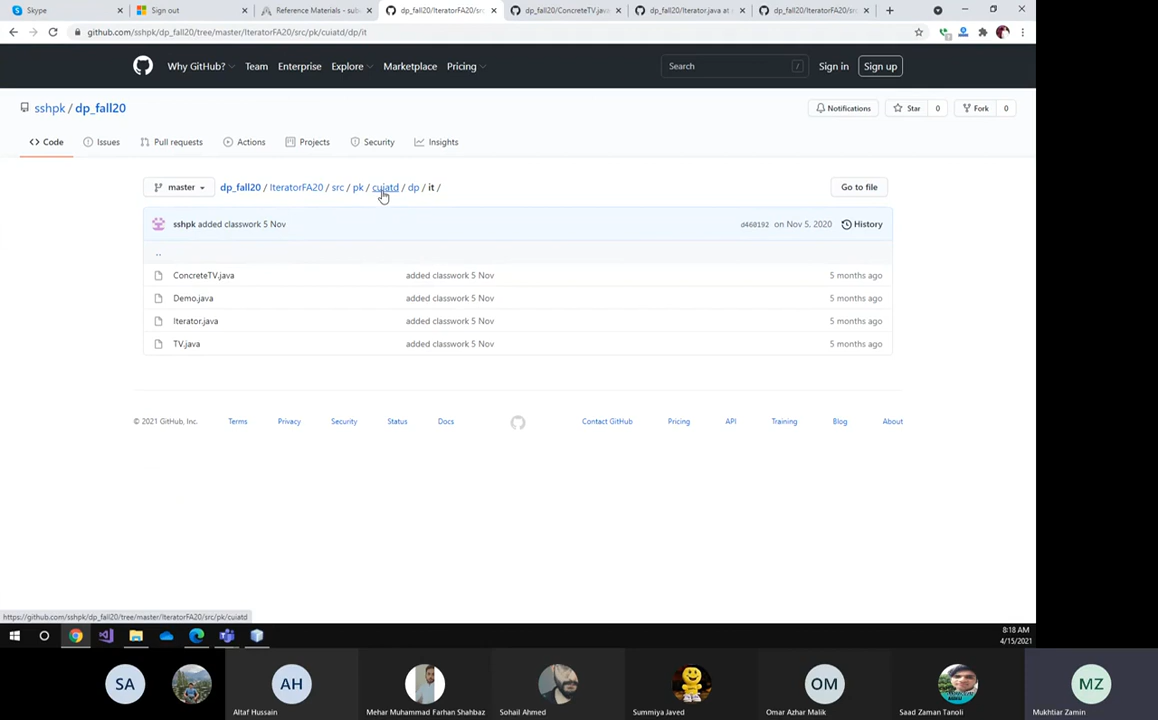 Skype
Sign out
Reference Materials - sub
dp_fall20/IteratorFA20/src
dp_fall20/ConcreteTV.java
dp_fall20/Iterator.java at
dp_fall20/IteratorFA20/src
github.com/sshpk/dp_fall20/tree/master/IteratorFA20/src/pk/cuiatd/dp/it
Why GitHub? Team Enterprise Explore Marketplace Pricing
Search /
Sign in Sign up
sshpk / dp_fall20
Notifications Star 0 Fork 0
Code Issues Pull requests Actions Projects Security Insights
master
dp_fall20 / IteratorFA20 / src / pk / cuiatd / dp / it /
Go to file
sshpk added classwork 5 Nov d460192 on Nov 5, 2020 History
..
ConcreteTV.java added classwork 5 Nov 5 months ago
Demo.java added classwork 5 Nov 5 months ago
Iterator.java added classwork 5 Nov 5 months ago
TV.java added classwork 5 Nov 5 months ago
© 2021 GitHub, Inc. Terms Privacy Security Status Docs Contact GitHub Pricing API Training Blog About
https://github.com/sshpk/dp_fall20/tree/master/IteratorFA20/src/pk/cuiatd
8:18 AM
4/15/2021
SA
AH
OM
MZ
Altaf Hussain
Mehar Muhammad Farhan Shahbaz
Sohail Ahmed
Summiya Javed
Omar Azhar Malik
Saad Zaman Tanoli
Mukhtiar Zamin